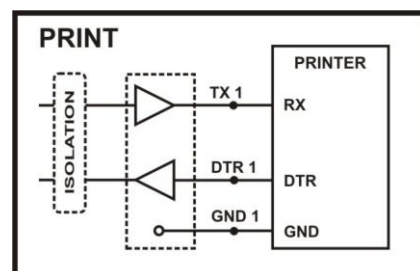 PRINT
PRINTER
ISOLATION
TX 1
RX
DTR 1
DTR
GND 1
GND